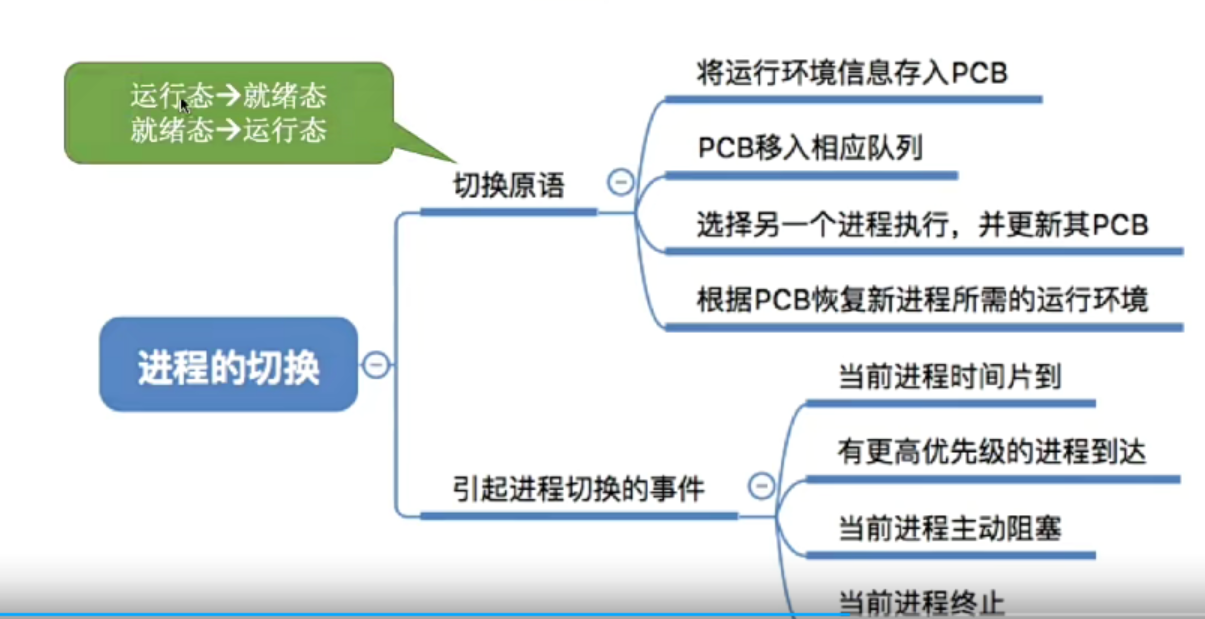 运行态→就绪态
就绪态→运行态
将运行环境信息存入PCB
PCB移入相应队列
切换原语
选择另一个进程执行，并更新其PCB
根据PCB恢复新进程所需的运行环境
进程的切换
当前进程时间片到
有更高优先级的进程到达
引起进程切换的事件
当前进程主动阻塞
当前进程终止